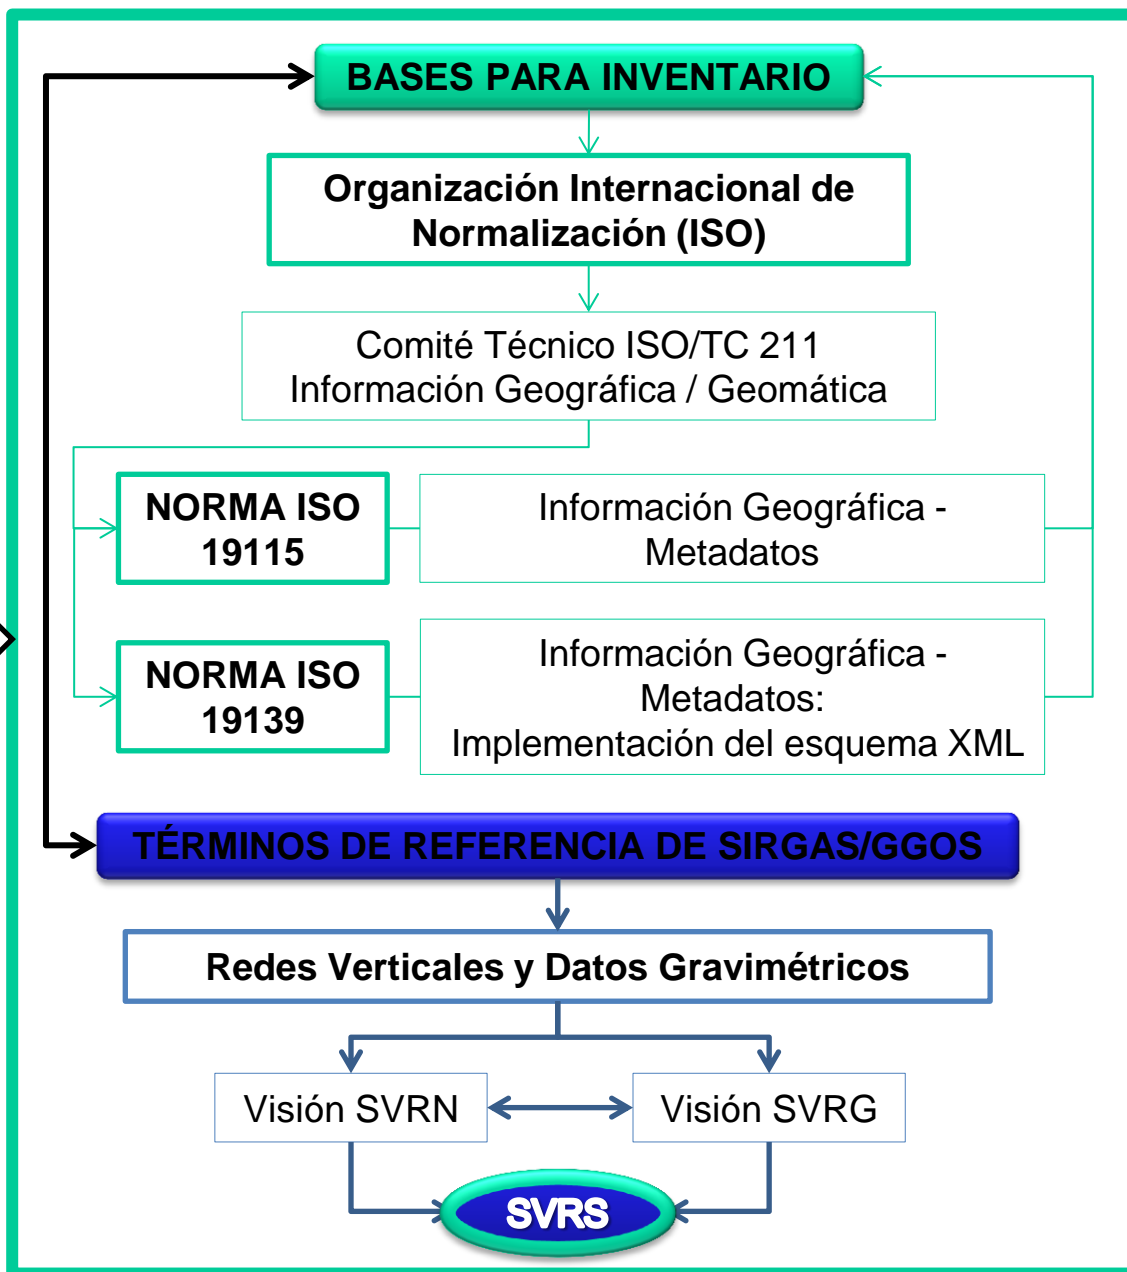 BASES PARA INVENTARIO
Organización Internacional de
Normalización (ISO)
Comité Técnico ISO/TC 211
Información Geográfica / Geomática
NORMA ISO
19115
Información Geográfica -
Metadatos
NORMA ISO
19139
Información Geográfica -
Metadatos:
Implementación del esquema XML
TÉRMINOS DE REFERENCIA DE SIRGAS/GGOS
Redes Verticales y Datos Gravimétricos
Visión SVRN
Visión SVRG
SVRS